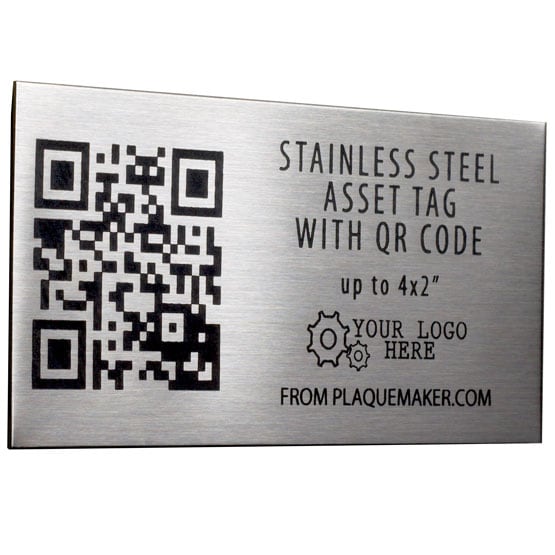 STAINLESS STEEL
ASSET TAG
WITH QR CODE
up to 4x2"
YOUR LOGO
HERE
FROM PLAQUEMAKER.COM